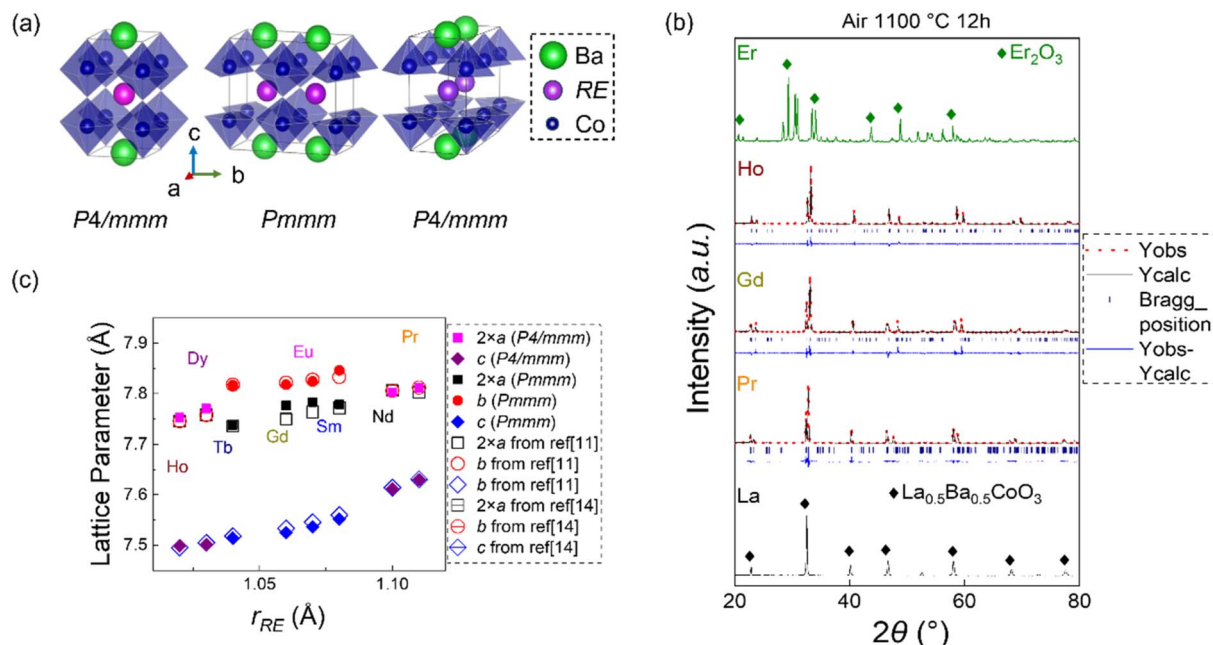 (a)
Ba
RE
Co
c
a
b
P4/mmm
Pmmm
P4/mmm
(b)
Air 1100 °C 12h
Er
Er2O3
Ho
Gd
Pr
La
La0.5Ba0.5CoO3
Intensity (a.u.)
20
40
60
80
2θ (°)
Yobs
Ycalc
Bragg_
position
Yobs-
Ycalc
(c)
Lattice Parameter (Å)
7.9
7.8
7.7
7.6
7.5
Dy
Eu
Pr
Tb
Gd
Sm
Nd
Ho
1.05
1.10
rRE (Å)
2×a (P4/mmm)
c (P4/mmm)
2×a (Pmmm)
b (Pmmm)
c (Pmmm)
2×a from ref[11]
b from ref[11]
c from ref[11]
2×a from ref[14]
b from ref[14]
c from ref[14]